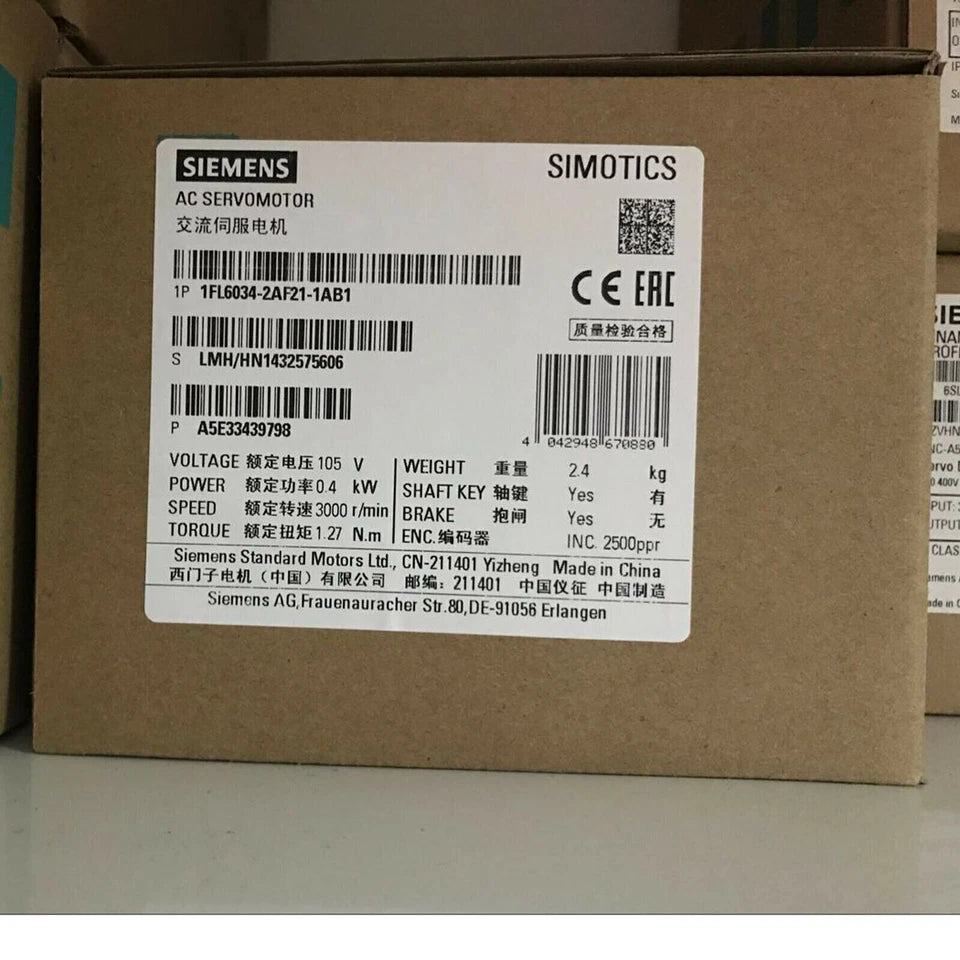 SIEMENS
SIMOTICS
AC SERVOMOTOR
交流伺服电机
1P 1FL6034-2AF21-1AB1
CE EAC
质量检验合格
S LMH/HN1432575606
P A5E33439798
4 042948 670880
VOLTAGE 额定电压 105 V
POWER 额定功率 0.4 kW
SPEED 额定转速 3000 r/min
TORQUE 额定扭矩 1.27 N.m
WEIGHT 重量 2.4 kg
SHAFT KEY 轴键 Yes 有
BRAKE 抱闸 Yes 无
ENC. 编码器 INC. 2500ppr
Siemens Standard Motors Ltd., CN-211401 Yizheng Made in China
西门子电机（中国）有限公司 邮编：211401 中国仪征 中国制造
Siemens AG,Frauenauracher Str.80,DE-91056 Erlangen
IP
SIE
6SL
400V
CLAS